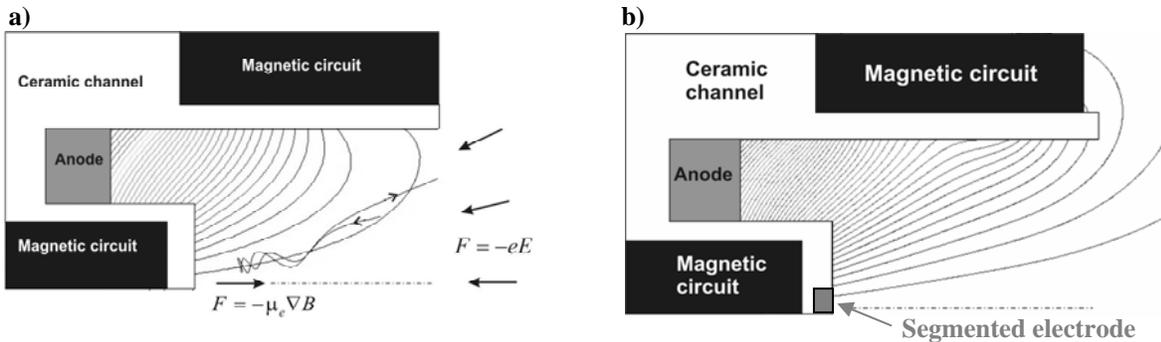 a)
Ceramic channel
Magnetic circuit
Anode
Magnetic circuit
F = −eE
F = −μₑ∇B
b)
Ceramic
channel
Magnetic circuit
Anode
Magnetic
circuit
Segmented electrode